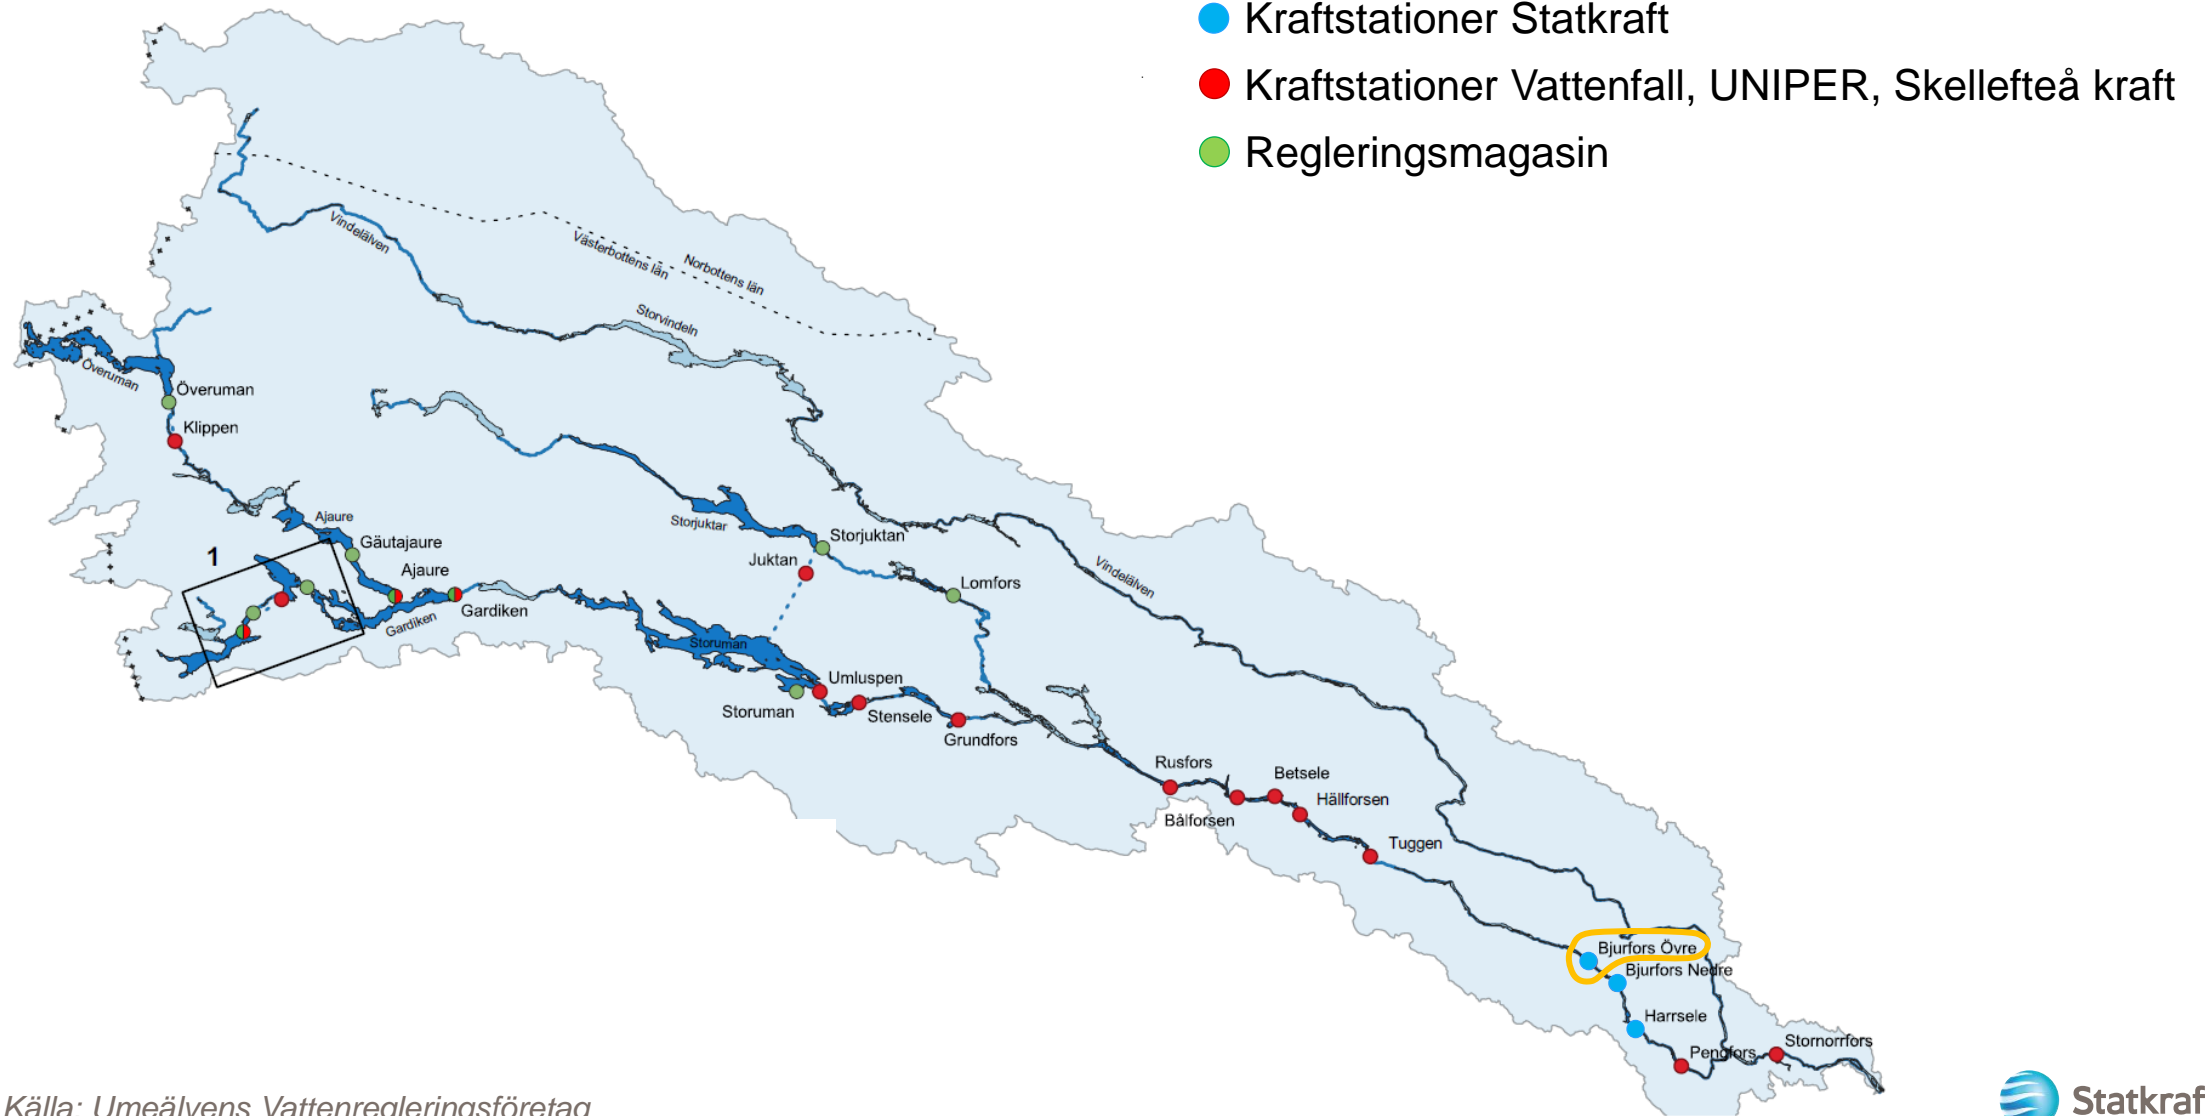 Kraftstationer Statkraft
Kraftstationer Vattenfall, UNIPER, Skellefteå kraft
Regleringsmagasin
Vindelälven
Västerbottens län
Norbottens län
Storvindeln
Överuman
Överuman
Klippen
Ajaure
Gäutajaure
1
Ajaure
Gardiken
Gardiken
Storjuktar
Storjuktan
Juktan
Lomfors
Vindelälven
Storuman
Umluspen
Storuman
Stensele
Grundfors
Rusfors
Betsele
Hällforsen
Bålforsen
Tuggen
Bjurfors Övre
Bjurfors Nedre
Harrsele
Pengfors
Stornorrfors
Källa: Umeälvens Vattenregleringsföretag
Statkraf